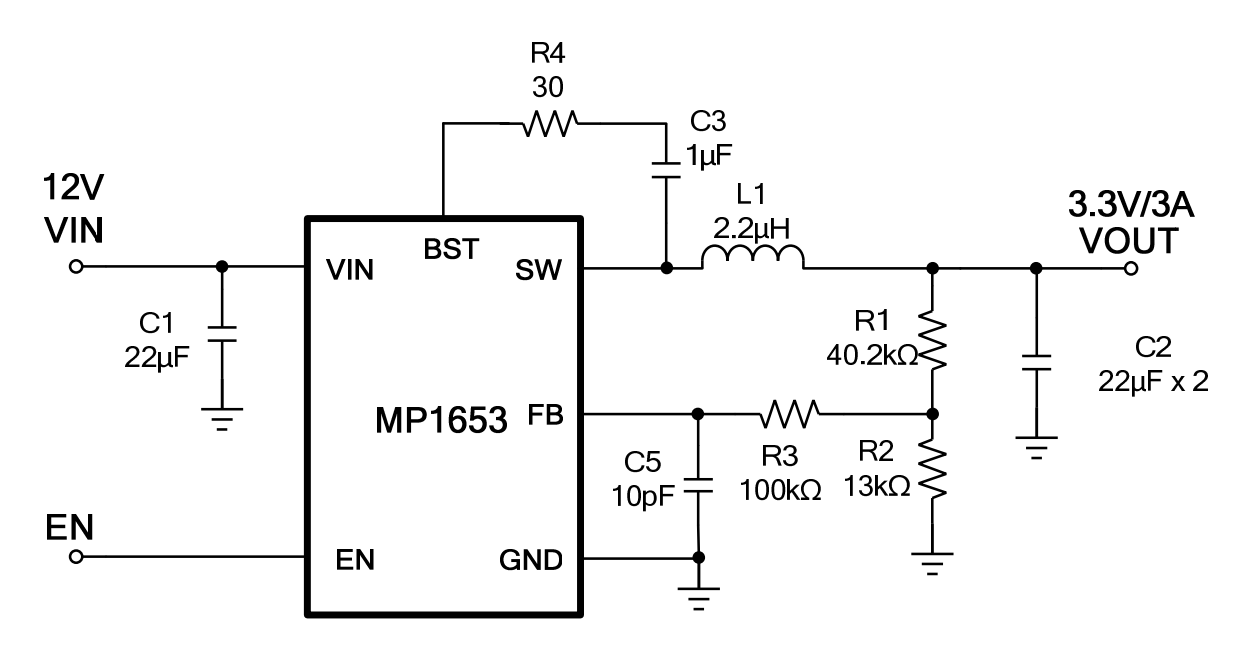 R4
30
C3
1µF
12V
VIN
L1
2.2µH
3.3V/3A
VOUT
BST
VIN
SW
C1
22µF
R1
40.2kΩ
C2
22µF x 2
MP1653
FB
C5
10pF
R3
100kΩ
R2
13kΩ
EN
EN
GND